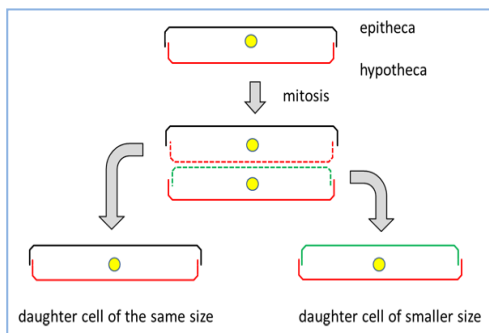 epitheca
hypotheca
mitosis
daughter cell of the same size
daughter cell of smaller size